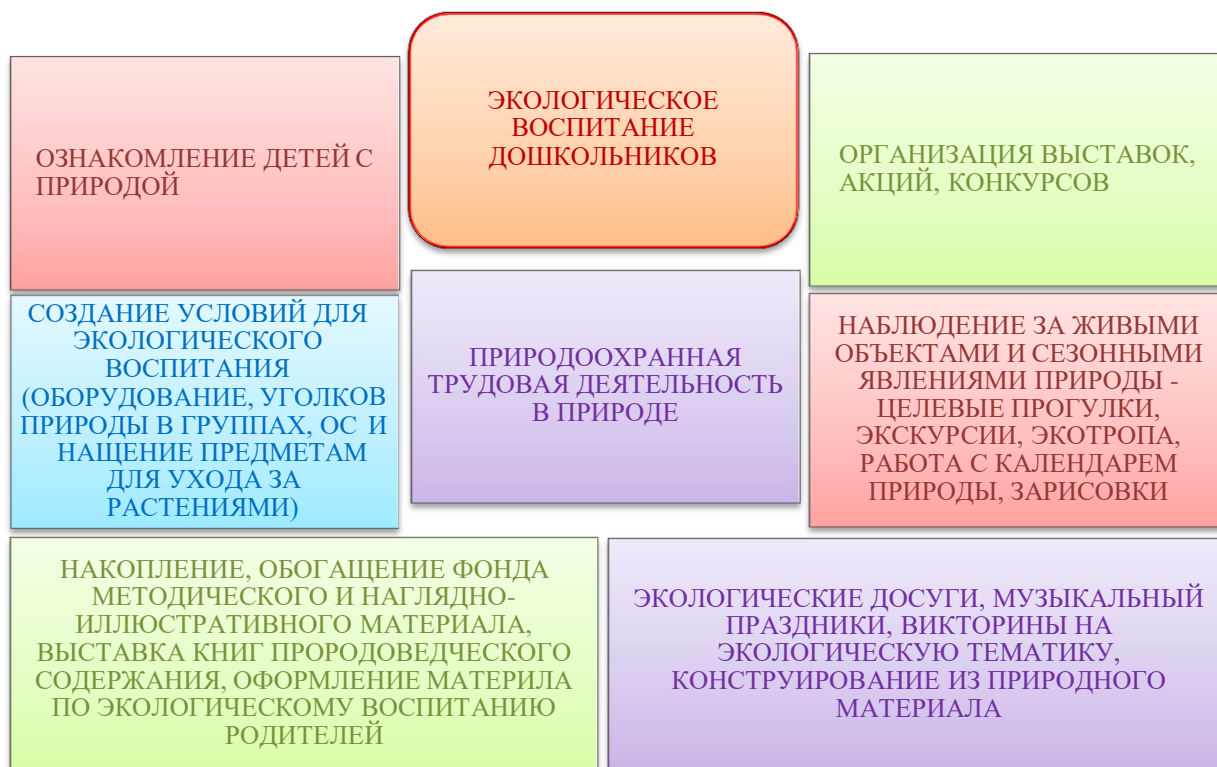 ЭКОЛОГИЧЕСКОЕ
ВОСПИТАНИЕ
ДОШКОЛЬНИКОВ
ОЗНАКОМЛЕНИЕ ДЕТЕЙ С
ПРИРОДОЙ
ОРГАНИЗАЦИЯ ВЫСТАВОК,
АКЦИЙ, КОНКУРСОВ
СОЗДАНИЕ УСЛОВИЙ ДЛЯ
ЭКОЛОГИЧЕСКОГО
ВОСПИТАНИЯ
(ОБОРУДОВАНИЕ, УГОЛКОВ
ПРИРОДЫ В ГРУППАХ, ОС И
НАЩЕНИЕ ПРЕДМЕТАМ
ДЛЯ УХОДА ЗА
РАСТЕНИЯМИ)
ПРИРОДООХРАННАЯ
ТРУДОВАЯ ДЕЯТЕЛЬНОСТЬ
В ПРИРОДЕ
НАБЛЮДЕНИЕ ЗА ЖИВЫМИ
ОБЪЕКТАМИ И СЕЗОННЫМИ
ЯВЛЕНИЯМИ ПРИРОДЫ -
ЦЕЛЕВЫЕ ПРОГУЛКИ,
ЭКСКУРСИИ, ЭКОТРОПА,
РАБОТА С КАЛЕНДАРЕМ
ПРИРОДЫ, ЗАРИСОВКИ
НАКОПЛЕНИЕ, ОБОГАЩЕНИЕ ФОНДА
МЕТОДИЧЕСКОГО И НАГЛЯДНО-
ИЛЛЮСТРАТИВНОГО МАТЕРИАЛА,
ВЫСТАВКА КНИГ ПРОРОДОВЕДЧЕСКОГО
СОДЕРЖАНИЯ, ОФОРМЛЕНИЕ МАТЕРИЛА
ПО ЭКОЛОГИЧЕСКОМУ ВОСПИТАНИЮ
РОДИТЕЛЕЙ
ЭКОЛОГИЧЕСКИЕ ДОСУГИ, МУЗЫКАЛЬНЫЙ
ПРАЗДНИКИ, ВИКТОРИНЫ НА
ЭКОЛОГИЧЕСКУЮ ТЕМАТИКУ,
КОНСТРУИРОВАНИЕ ИЗ ПРИРОДНОГО
МАТЕРИАЛА